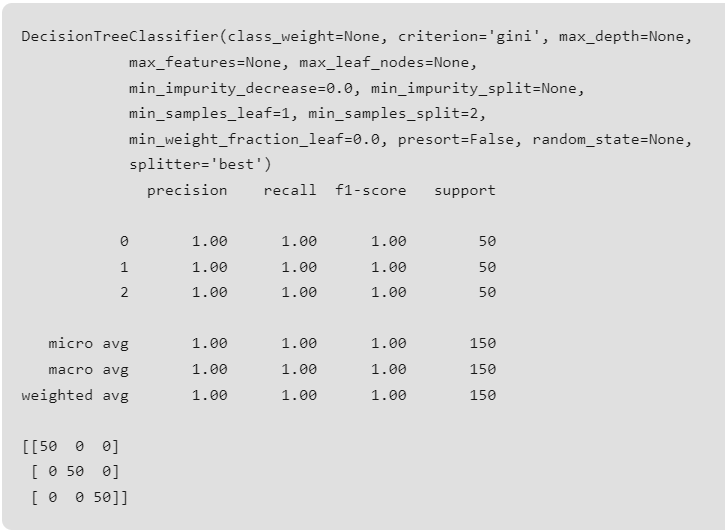 DecisionTreeClassifier(class_weight=None, criterion='gini', max_depth=None,
            max_features=None, max_leaf_nodes=None,
            min_impurity_decrease=0.0, min_impurity_split=None,
            min_samples_leaf=1, min_samples_split=2,
            min_weight_fraction_leaf=0.0, presort=False, random_state=None,
            splitter='best')
              precision    recall  f1-score   support

           0       1.00      1.00      1.00        50
           1       1.00      1.00      1.00        50
           2       1.00      1.00      1.00        50

   micro avg       1.00      1.00      1.00       150
   macro avg       1.00      1.00      1.00       150
weighted avg       1.00      1.00      1.00       150

[[50  0  0]
 [ 0 50  0]
 [ 0  0 50]]